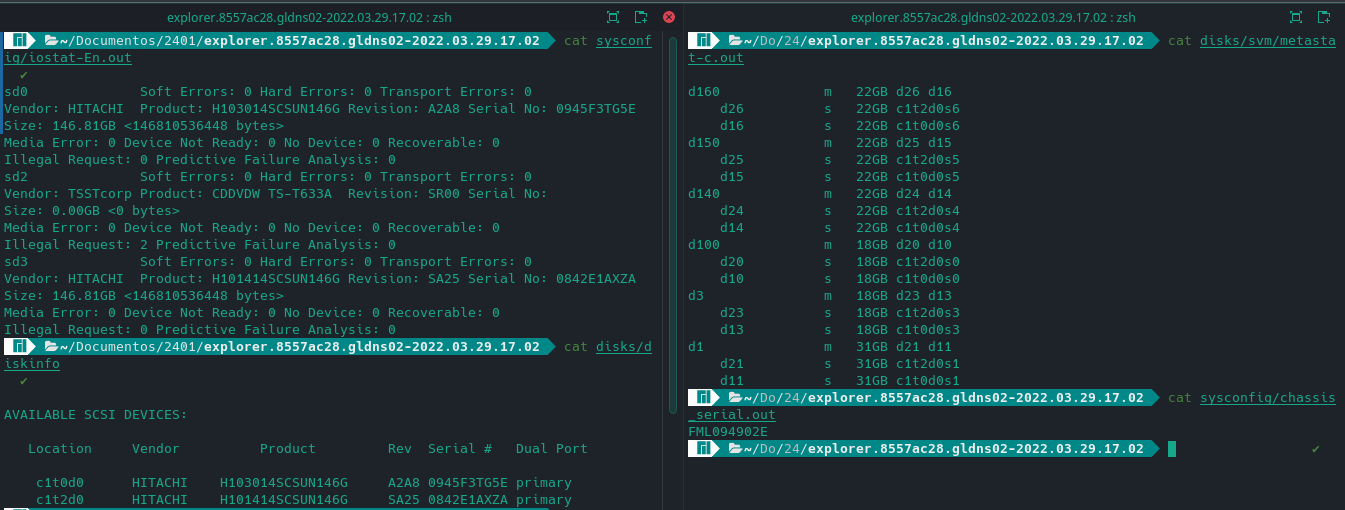 explorer.8557ac28.gldns02-2022.03.29.17.02 : zsh
~/Documentos/2401/explorer.8557ac28.gldns02-2022.03.29.17.02 cat sysconf
ig/iostat-En.out
✔
sd0 Soft Errors: 0 Hard Errors: 0 Transport Errors: 0
Vendor: HITACHI Product: H103014SCSUN146G Revision: A2A8 Serial No: 0945F3TG5E
Size: 146.81GB <146810536448 bytes>
Media Error: 0 Device Not Ready: 0 No Device: 0 Recoverable: 0
Illegal Request: 0 Predictive Failure Analysis: 0
sd2 Soft Errors: 0 Hard Errors: 0 Transport Errors: 0
Vendor: TSSTcorp Product: CDDVDW TS-T633A Revision: SR00 Serial No:
Size: 0.00GB <0 bytes>
Media Error: 0 Device Not Ready: 0 No Device: 0 Recoverable: 0
Illegal Request: 2 Predictive Failure Analysis: 0
sd3 Soft Errors: 0 Hard Errors: 0 Transport Errors: 0
Vendor: HITACHI Product: H101414SCSUN146G Revision: SA25 Serial No: 0842E1AXZA
Size: 146.81GB <146810536448 bytes>
Media Error: 0 Device Not Ready: 0 No Device: 0 Recoverable: 0
Illegal Request: 0 Predictive Failure Analysis: 0
~/Documentos/2401/explorer.8557ac28.gldns02-2022.03.29.17.02 cat disks/d
iskinfo
✔
AVAILABLE SCSI DEVICES:
Location Vendor Product Rev Serial # Dual Port
c1t0d0 HITACHI H103014SCSUN146G A2A8 0945F3TG5E primary
c1t2d0 HITACHI H101414SCSUN146G SA25 0842E1AXZA primary
explorer.8557ac28.gldns02-2022.03.29.17.02 : zsh
~/Do/24/explorer.8557ac28.gldns02-2022.03.29.17.02 cat disks/svm/metasta
t-c.out
d160 m 22GB d26 d16
d26 s 22GB c1t2d0s6
d16 s 22GB c1t0d0s6
d150 m 22GB d25 d15
d25 s 22GB c1t2d0s5
d15 s 22GB c1t0d0s5
d140 m 22GB d24 d14
d24 s 22GB c1t2d0s4
d14 s 22GB c1t0d0s4
d100 m 18GB d20 d10
d20 s 18GB c1t2d0s0
d10 s 18GB c1t0d0s0
d3 m 18GB d23 d13
d23 s 18GB c1t2d0s3
d13 s 18GB c1t0d0s3
d1 m 31GB d21 d11
d21 s 31GB c1t2d0s1
d11 s 31GB c1t0d0s1
~/Do/24/explorer.8557ac28.gldns02-2022.03.29.17.02 cat sysconfig/chassis
_serial.out
FML094902E
~/Do/24/explorer.8557ac28.gldns02-2022.03.29.17.02 ✔